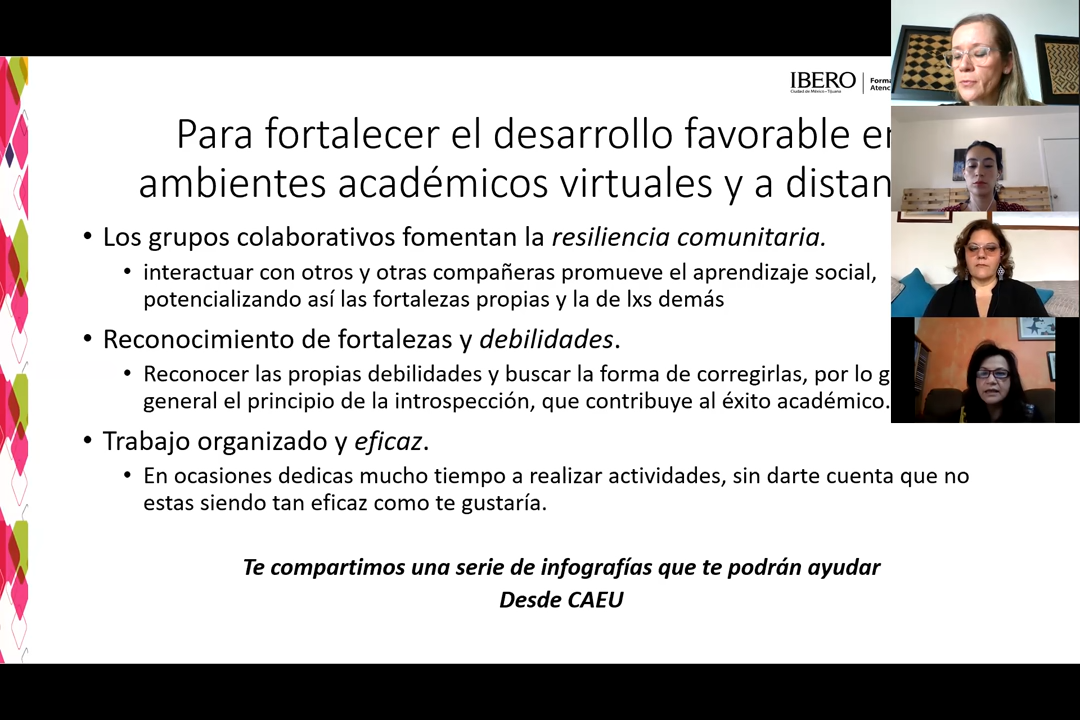 IBERO
Ciudad de México • Tijuana
Para fortalecer el desarrollo favorable
ambientes académicos virtuales y a
• Los grupos colaborativos fomentan la resiliencia comunitaria.
• interactuar con otros y otras compañeras promueve el aprendizaje social,
potencializando así las fortalezas propias y la de lxs demás
• Reconocimiento de fortalezas y debilidades.
• Reconocer las propias debilidades y buscar la forma de corregirlas, por lo
general el principio de la introspección, que contribuye al éxito académico.
• Trabajo organizado y eficaz.
• En ocasiones dedicas mucho tiempo a realizar actividades, sin darte cuenta que no
estas siendo tan eficaz como te gustaría.
Te compartimos una serie de infografías que te podrán ayudar
Desde CAEU